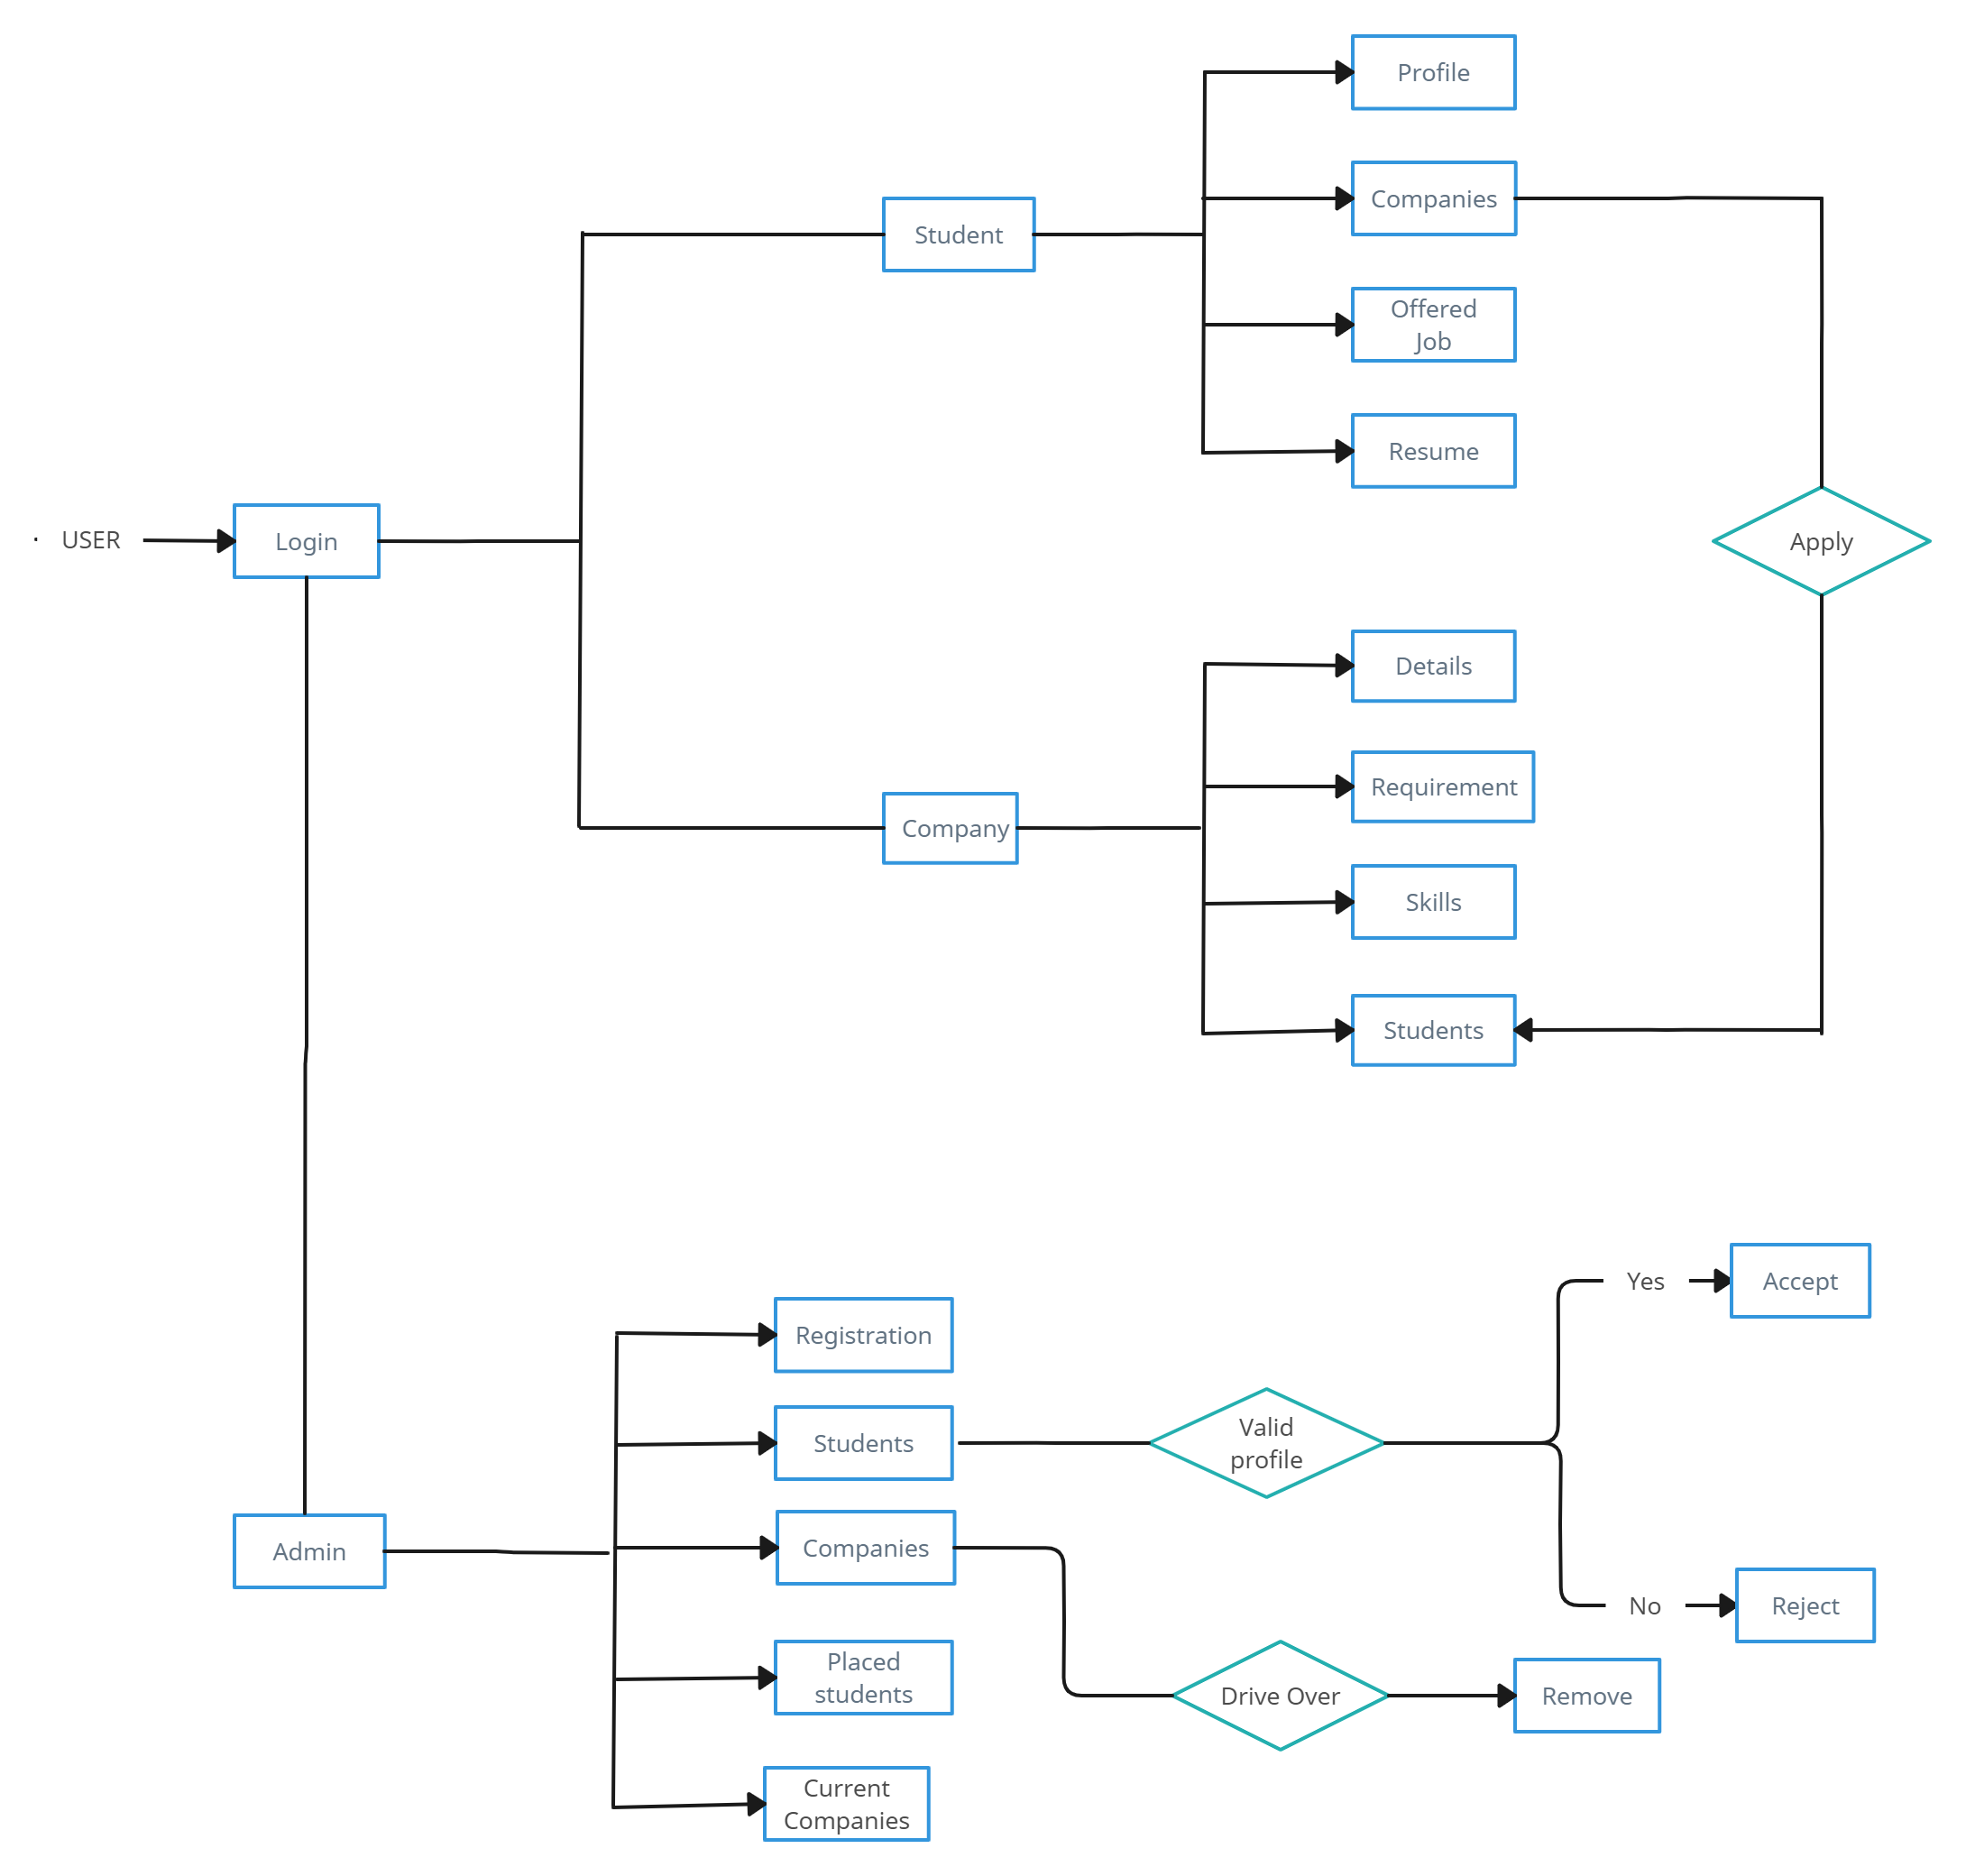 Profile
Companies
Student
Offered
Job
Resume
USER
Login
Apply
Details
Requirement
Company
Skills
Students
Yes
Accept
Registration
Students
Valid
profile
Companies
Admin
No
Reject
Placed
students
Drive Over
Remove
Current
Companies